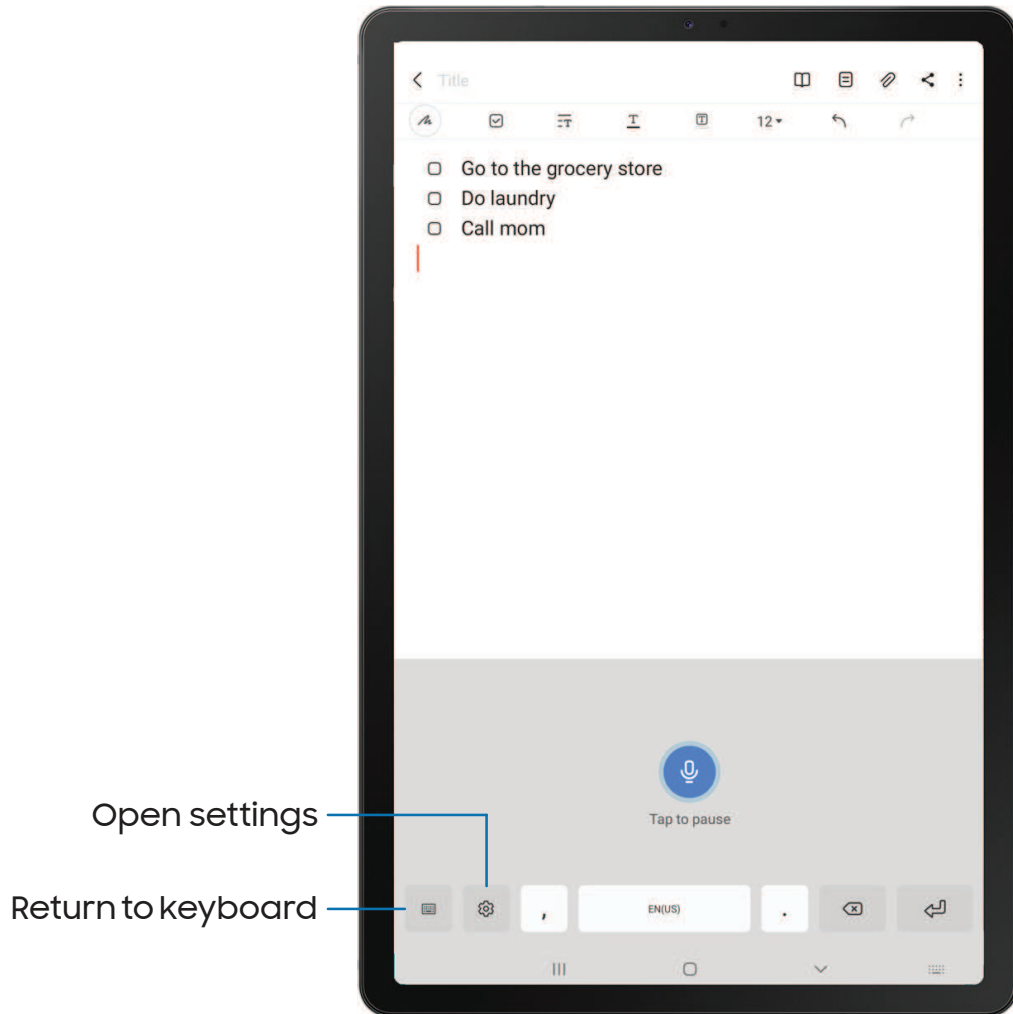 Title
12
Go to the grocery store
Do laundry
Call mom
Tap to pause
Open settings
Return to keyboard
, EN(US) .